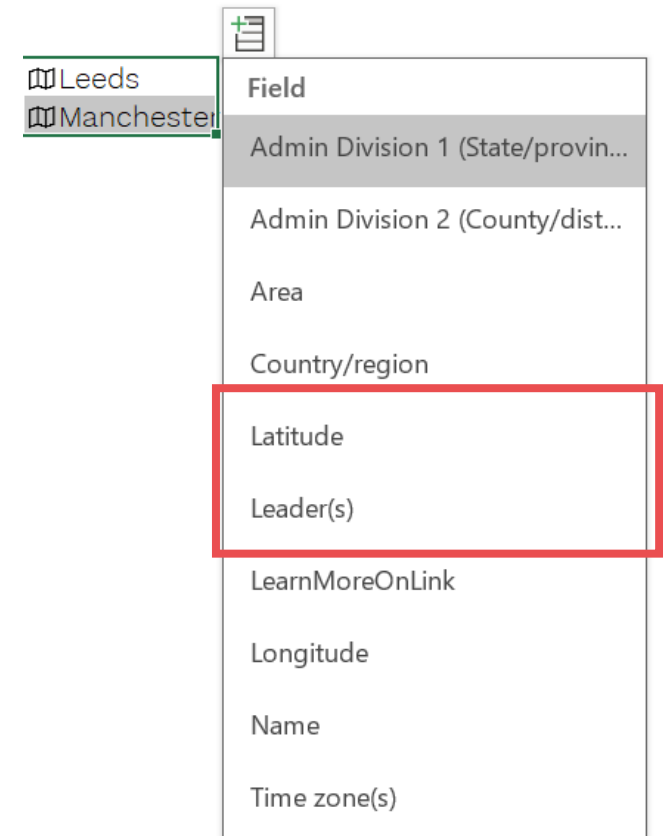 Leeds
Manchester
Field
Admin Division 1 (State/provin...
Admin Division 2 (County/dist...
Area
Country/region
Latitude
Leader(s)
LearnMoreOnLink
Longitude
Name
Time zone(s)